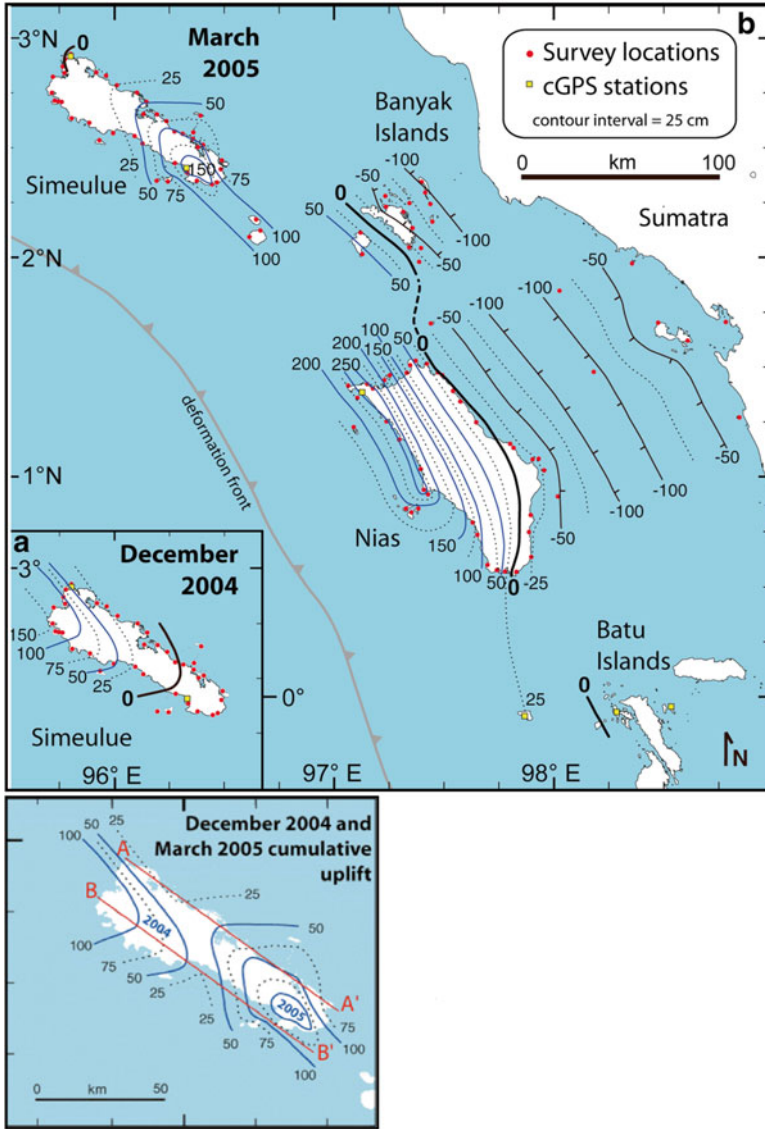 b
3°N
0
March
2005
25
50
75
Survey locations
cGPS stations
contour interval = 25 cm
0
km
100
Banyak
Islands
-100
-50
Simeulue
150
25
50
75
75
100
100
0
50
50
-50
-100
Sumatra
2°N
-50
-100
-100
-50
50
100
150
200
250
200
0
deformation front
-50
1°N
-50
-100
-100
Nias
150
100
50
0
-25
a
December
2004
3°
150
100
75
50
25
0
Simeulue
0°
Batu
Islands
0
25
N
96° E
97° E
98° E
December 2004 and
March 2005 cumulative
uplift
25
50
100
A
B
25
50
2004
100
75
50
25
2005
A'
75
100
B'
50
75
100
0
km
50